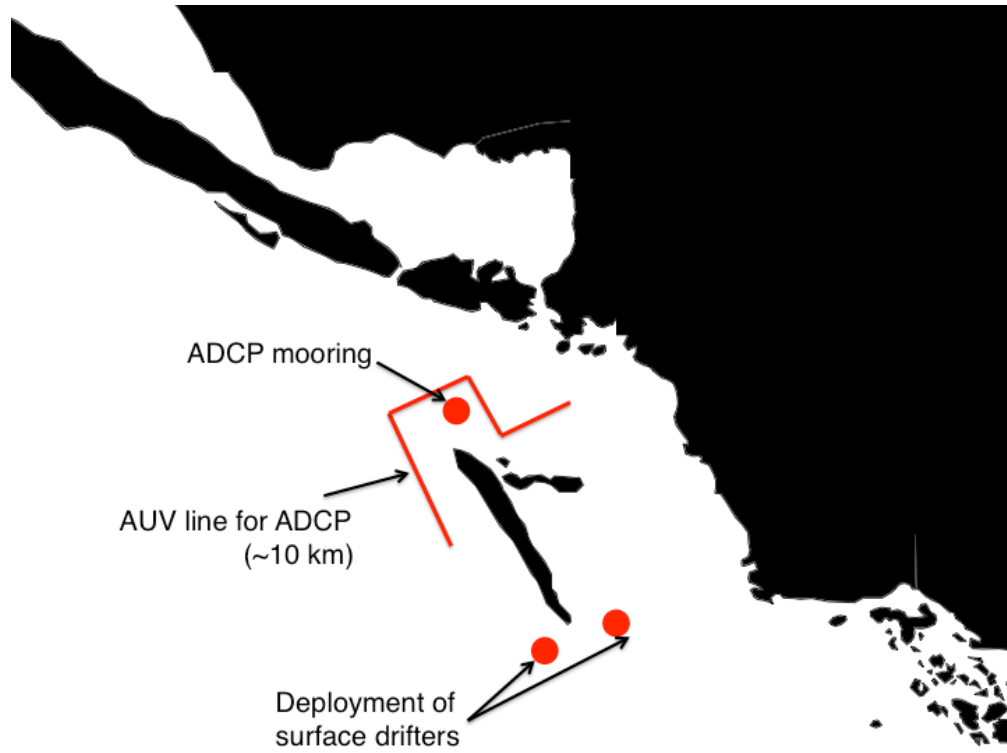 ADCP mooring
AUV line for ADCP
(~10 km)
Deployment of
surface drifters